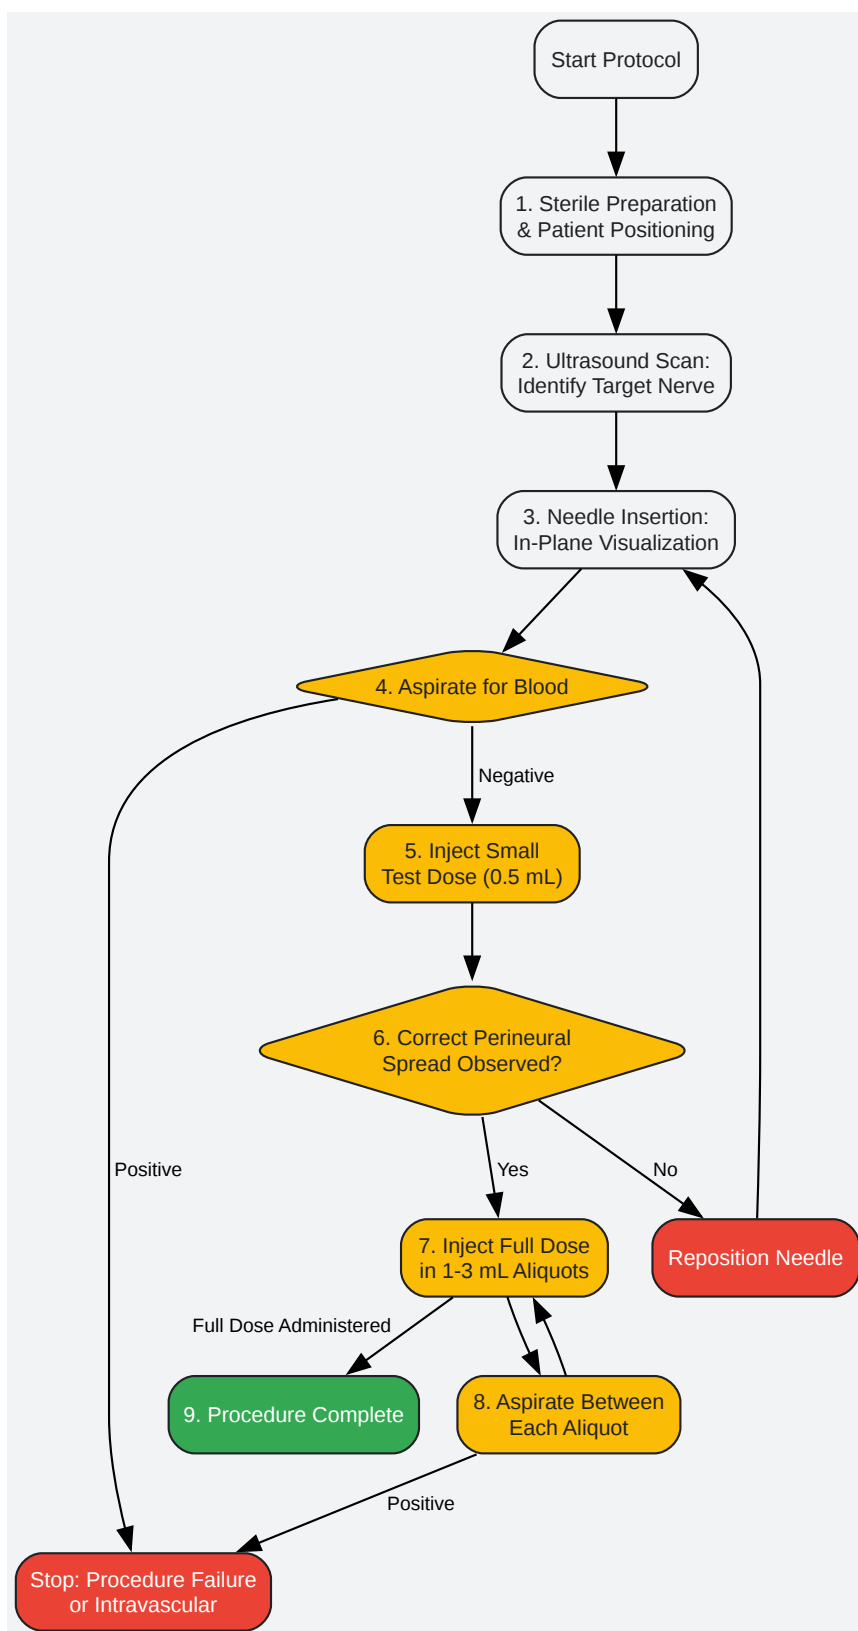 Start Protocol
1. Sterile Preparation
& Patient Positioning
2. Ultrasound Scan:
Identify Target Nerve
3. Needle Insertion:
In-Plane Visualization
4. Aspirate for Blood
Negative
5. Inject Small
Test Dose (0.5 mL)
6. Correct Perineural
Spread Observed?
Positive
Yes
No
7. Inject Full Dose
in 1-3 mL Aliquots
Reposition Needle
Full Dose Administered
9. Procedure Complete
8. Aspirate Between
Each Aliquot
Positive
Stop: Procedure Failure
or Intravascular